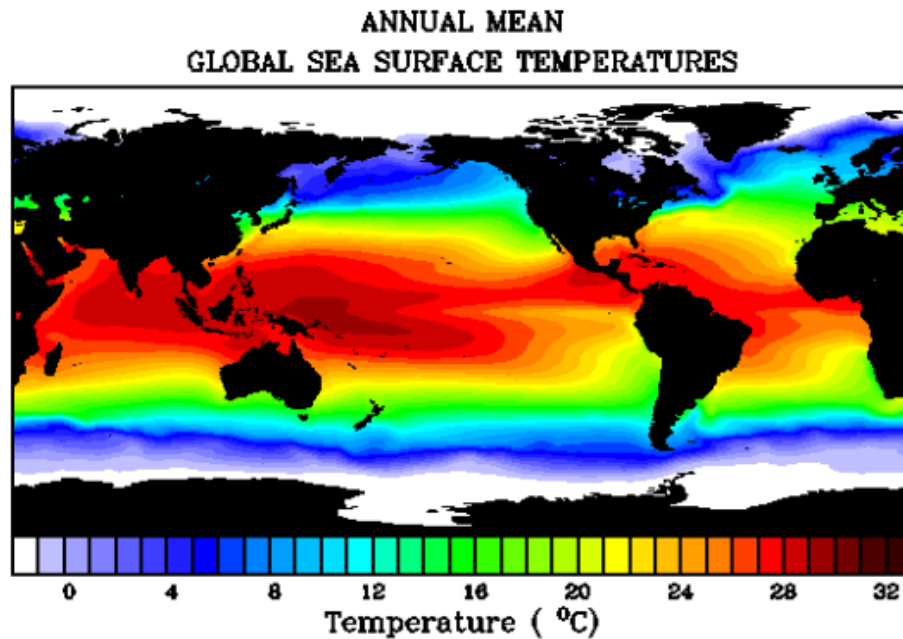 ANNUAL MEAN
GLOBAL SEA SURFACE TEMPERATURES
0 4 8 12 16 20 24 28 32
Temperature ( °C)